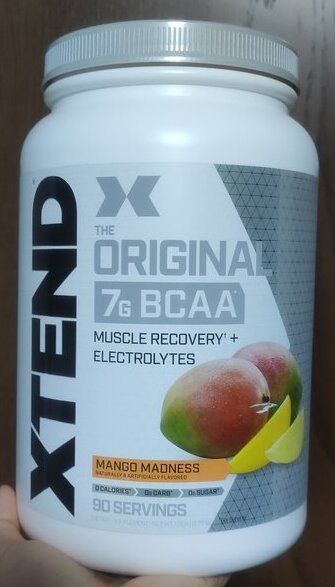 XTEND
X
THE
ORIGINAL
7G BCAA
MUSCLE RECOVERY† +
ELECTROLYTES
MANGO MADNESS
NATURALLY & ARTIFICIALLY FLAVORED
0 CALORIES* 0G CARB* 0G SUGAR*
90 SERVINGS